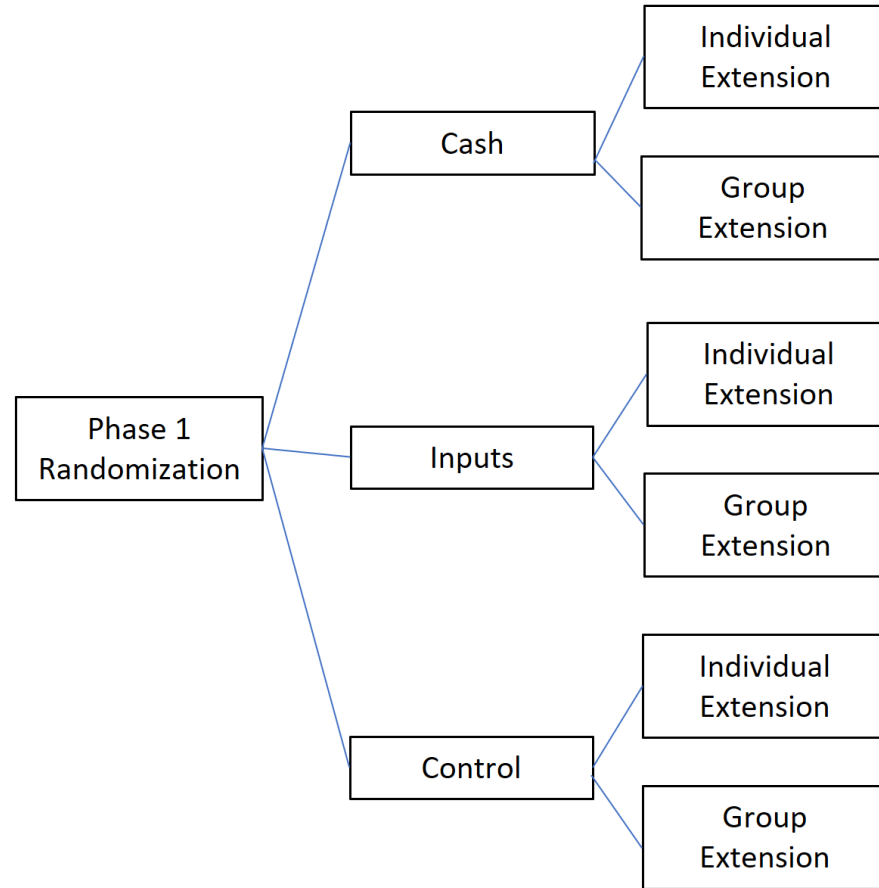 Phase 1
Randomization
Cash
Individual
Extension
Group
Extension
Inputs
Individual
Extension
Group
Extension
Control
Individual
Extension
Group
Extension